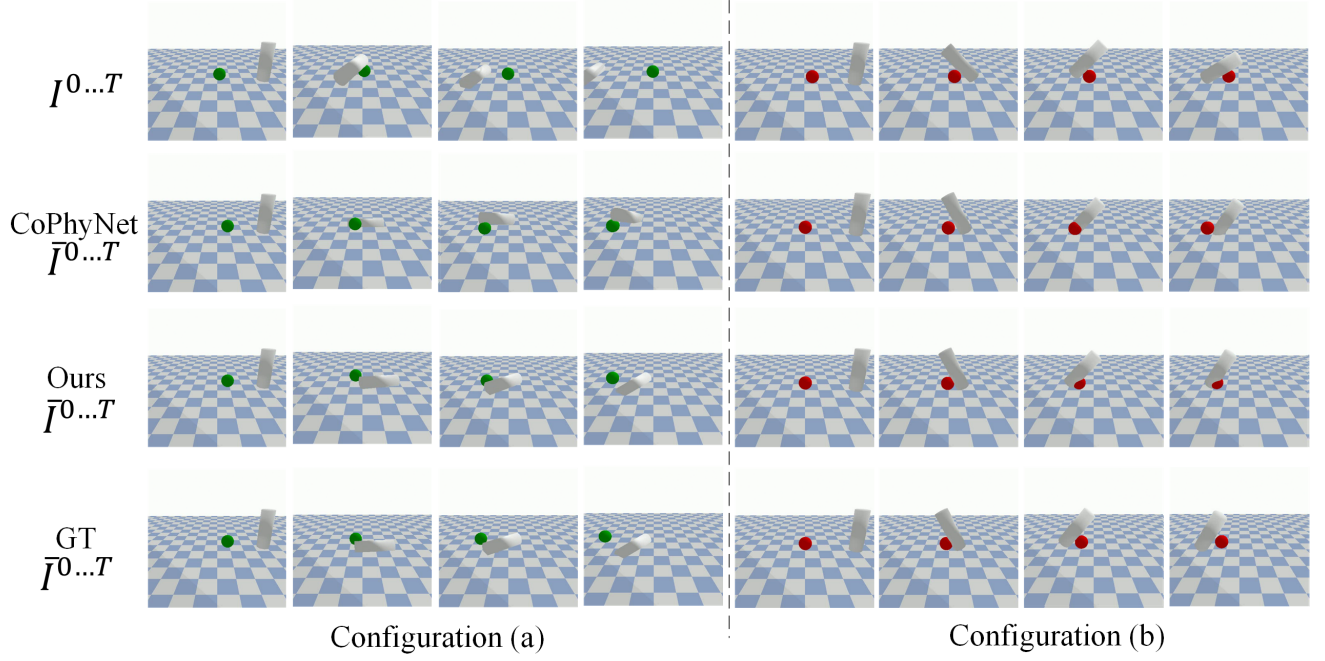 I^{0...T}
CoPhyNet
Ī^{0...T}
Ours
Ī^{0...T}
GT
Ī^{0...T}
Configuration (a)
Configuration (b)